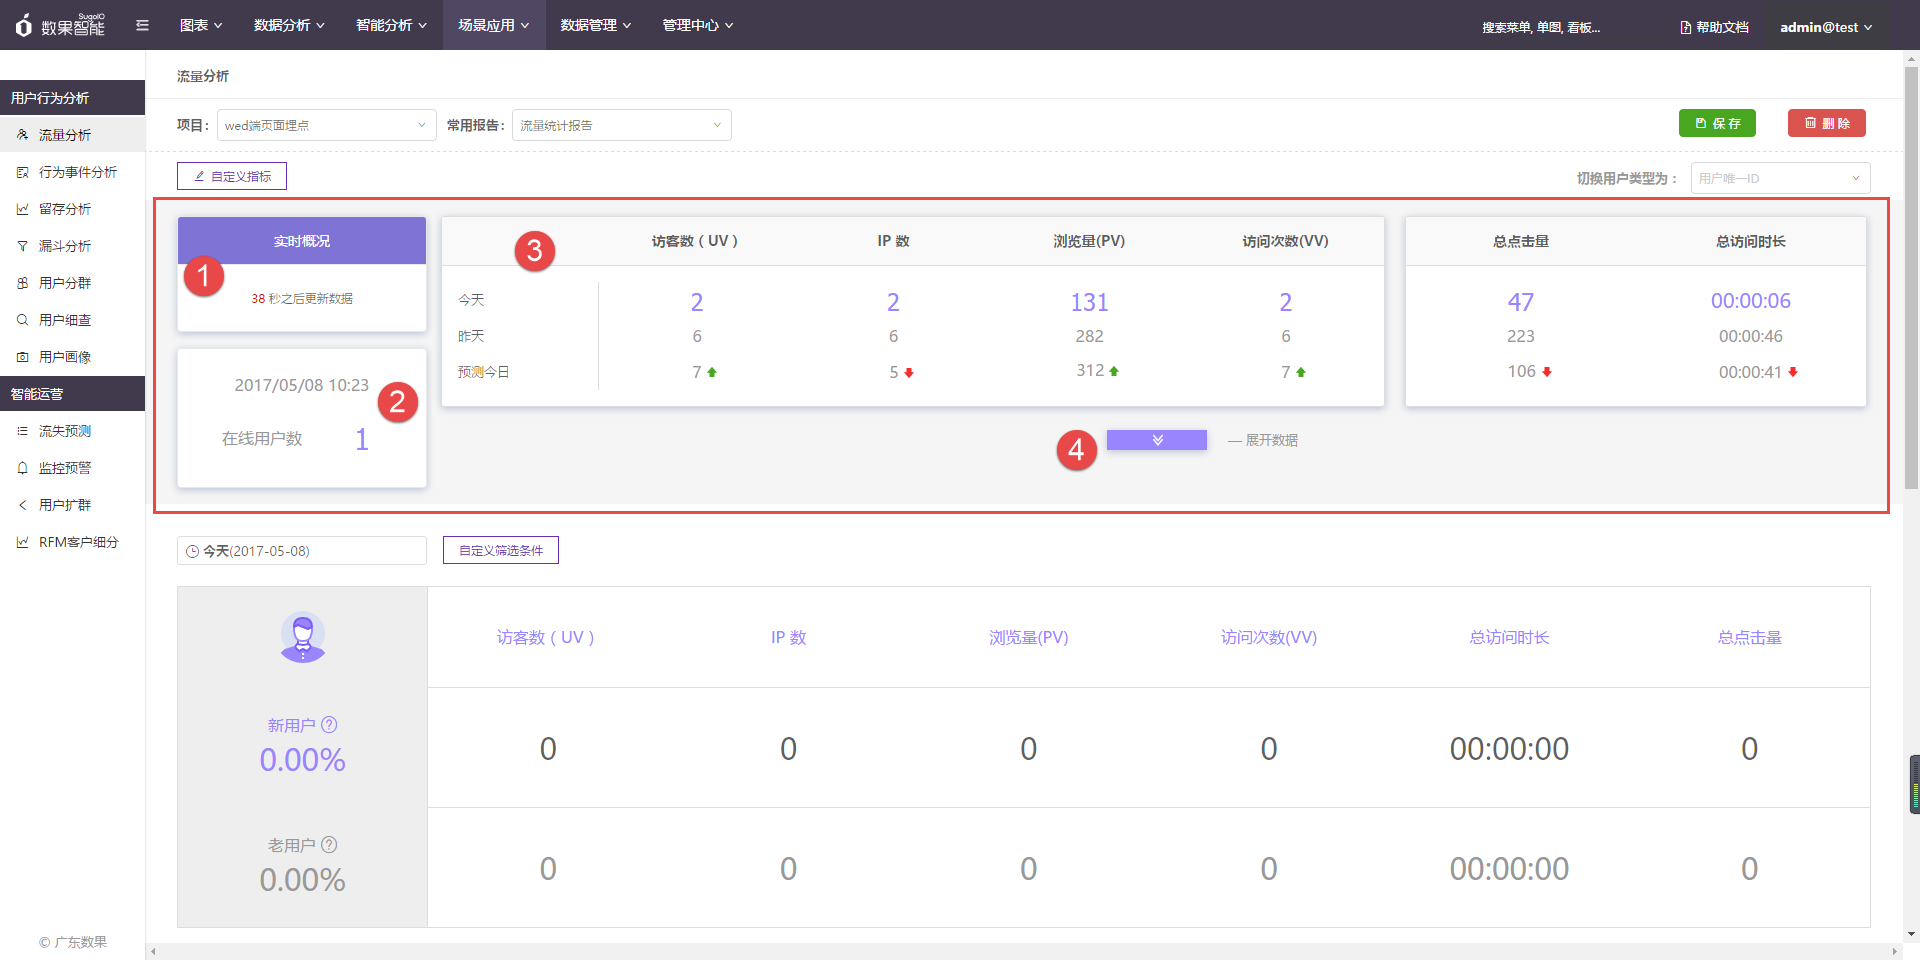 SugoIO
数果智能
图表
数据分析
智能分析
场景应用
数据管理
管理中心
搜索菜单, 单图, 看板...
帮助文档
admin@test
用户行为分析
流量分析
行为事件分析
留存分析
漏斗分析
用户分群
用户细查
用户画像
智能运营
流失预测
监控预警
用户扩群
RFM客户细分
© 广东数果
流量分析
项目：
wed端页面埋点
常用报告：
流量统计报告
保 存
删 除
自定义指标
切换用户类型为：
用户唯一ID
实时概况
1
38 秒之后更新数据
2017/05/08 10:23
2
在线用户数 1
3
访客数（UV） IP 数 浏览量(PV) 访问次数(VV)
今天 2 2 131 2
昨天 6 6 282 6
预测今日 7 5 312 7
总点击量 总访问时长
47 00:00:06
223 00:00:46
106 00:00:41
4
— 展开数据
今天(2017-05-08)
自定义筛选条件
访客数（UV） IP 数 浏览量(PV) 访问次数(VV) 总访问时长 总点击量
新用户 ?
0.00%
0 0 0 0 00:00:00 0
老用户 ?
0.00%
0 0 0 0 00:00:00 0